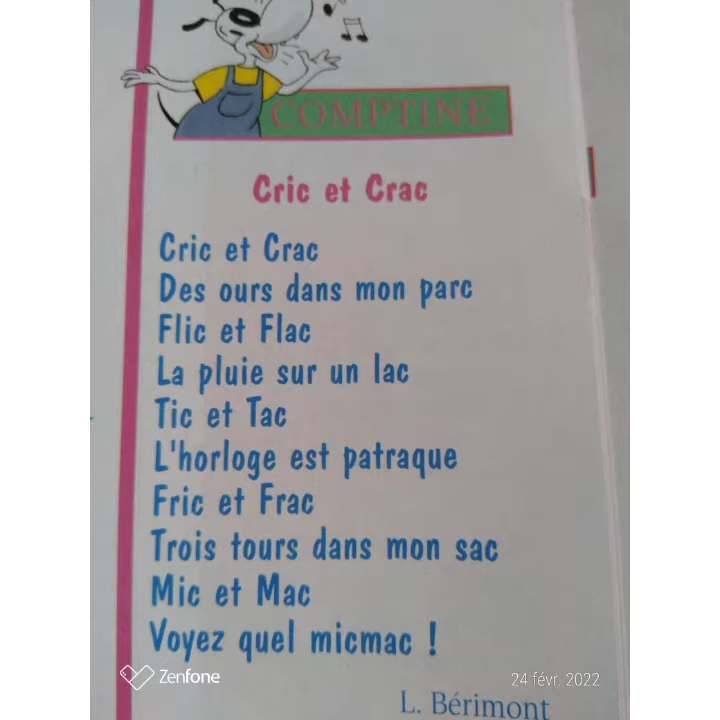 COMPTINE
Cric et Crac
Cric et Crac
Des ours dans mon parc
Flic et Flac
La pluie sur un lac
Tic et Tac
L'horloge est patraque
Fric et Frac
Trois tours dans mon sac
Mic et Mac
Voyez quel micmac !
Zenfone
24 févr. 2022
L. Bérimont